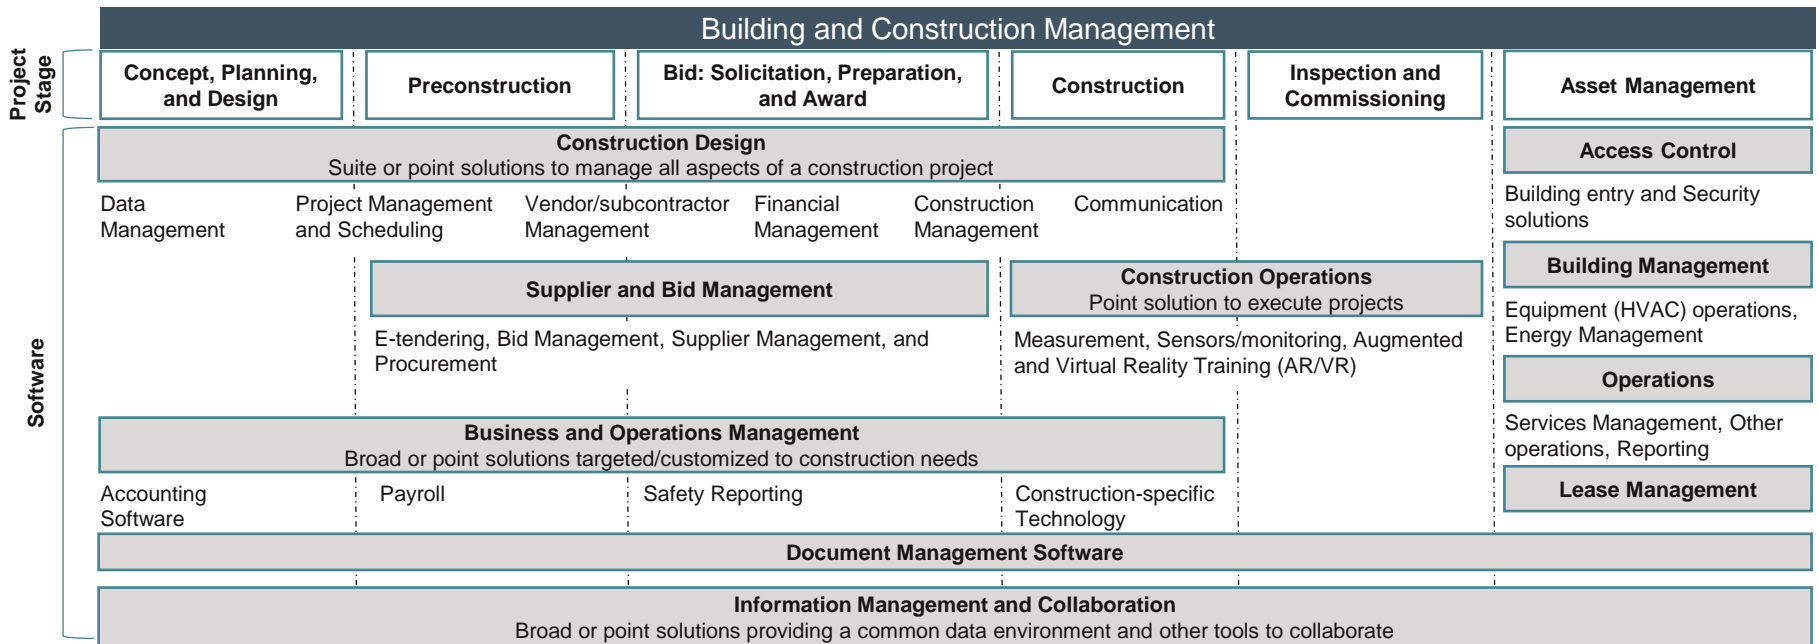 Building and Construction Management
Project
Stage
Concept, Planning,
and Design
Preconstruction
Bid: Solicitation, Preparation,
and Award
Construction
Inspection and
Commissioning
Asset Management
Software
Construction Design
Suite or point solutions to manage all aspects of a construction project
Data
Management
Project Management
and Scheduling
Vendor/subcontractor
Management
Financial
Management
Construction
Management
Communication
Supplier and Bid Management
E-tendering, Bid Management, Supplier Management, and
Procurement
Construction Operations
Point solution to execute projects
Measurement, Sensors/monitoring, Augmented
and Virtual Reality Training (AR/VR)
Business and Operations Management
Broad or point solutions targeted/customized to construction needs
Accounting
Software
Payroll
Safety Reporting
Construction-specific
Technology
Access Control
Building entry and Security
solutions
Building Management
Equipment (HVAC) operations,
Energy Management
Operations
Services Management, Other
operations, Reporting
Lease Management
Document Management Software
Information Management and Collaboration
Broad or point solutions providing a common data environment and other tools to collaborate